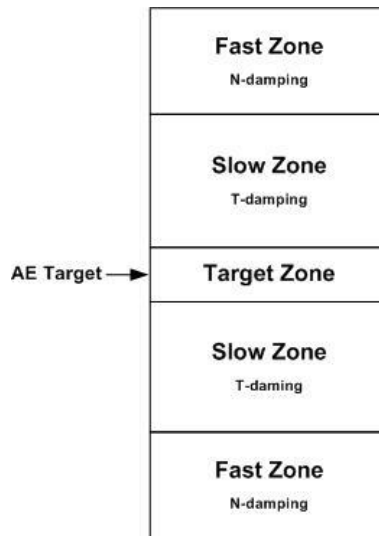 Fast Zone
N-damping
Slow Zone
T-damping
AE Target
Target Zone
Slow Zone
T-daming
Fast Zone
N-damping